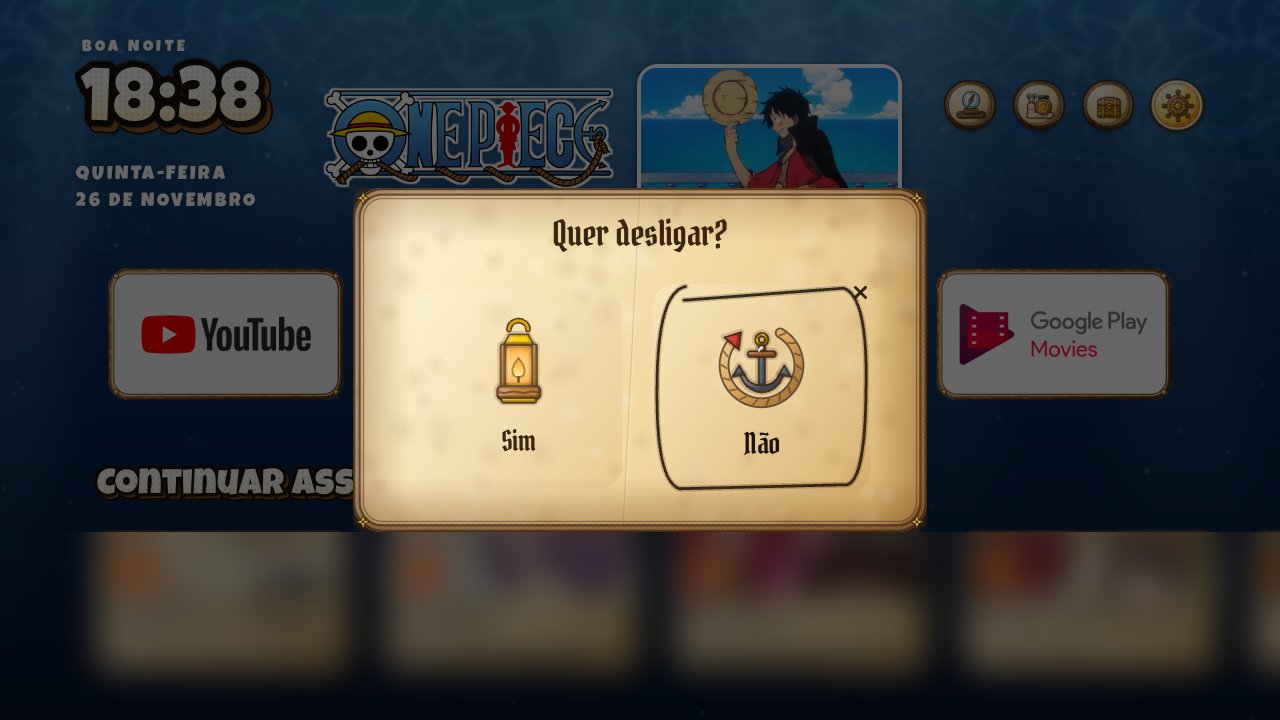 BOA NOITE
18:38
QUINTA-FEIRA
26 DE NOVEMBRO
ONE PIECE
Quer desligar?
YouTube
Sim
Não
Google Play
Movies
CONTINUAR ASS